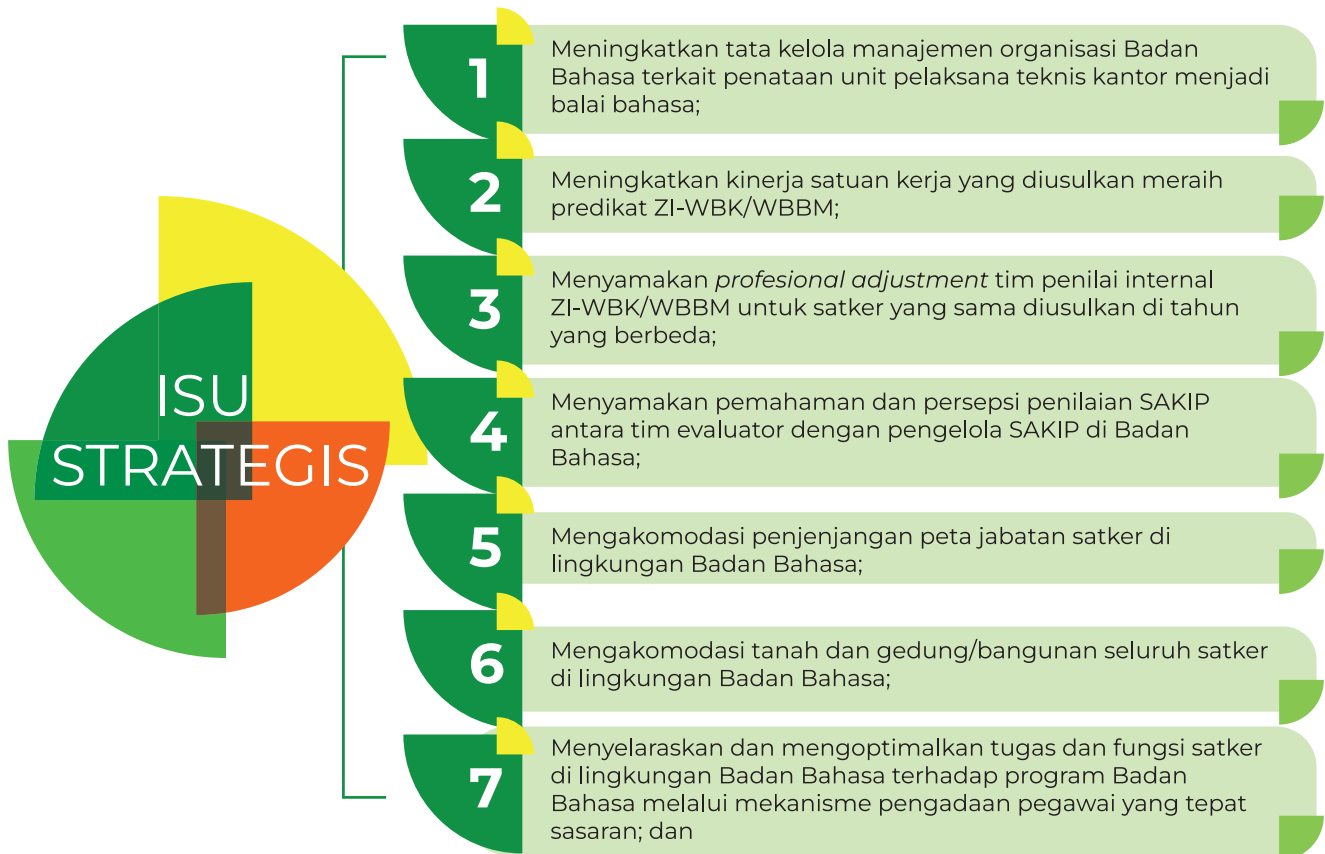 ISU
STRATEGIS
1
Meningkatkan tata kelola manajemen organisasi Badan
Bahasa terkait penataan unit pelaksana teknis kantor menjadi
balai bahasa;
2
Meningkatkan kinerja satuan kerja yang diusulkan meraih
predikat ZI-WBK/WBBM;
3
Menyamakan profesional adjustment tim penilai internal
ZI-WBK/WBBM untuk satker yang sama diusulkan di tahun
yang berbeda;
4
Menyamakan pemahaman dan persepsi penilaian SAKIP
antara tim evaluator dengan pengelola SAKIP di Badan
Bahasa;
5
Mengakomodasi penjenjangan peta jabatan satker di
lingkungan Badan Bahasa;
6
Mengakomodasi tanah dan gedung/bangunan seluruh satker
di lingkungan Badan Bahasa;
7
Menyelaraskan dan mengoptimalkan tugas dan fungsi satker
di lingkungan Badan Bahasa terhadap program Badan
Bahasa melalui mekanisme pengadaan pegawai yang tepat
sasaran; dan